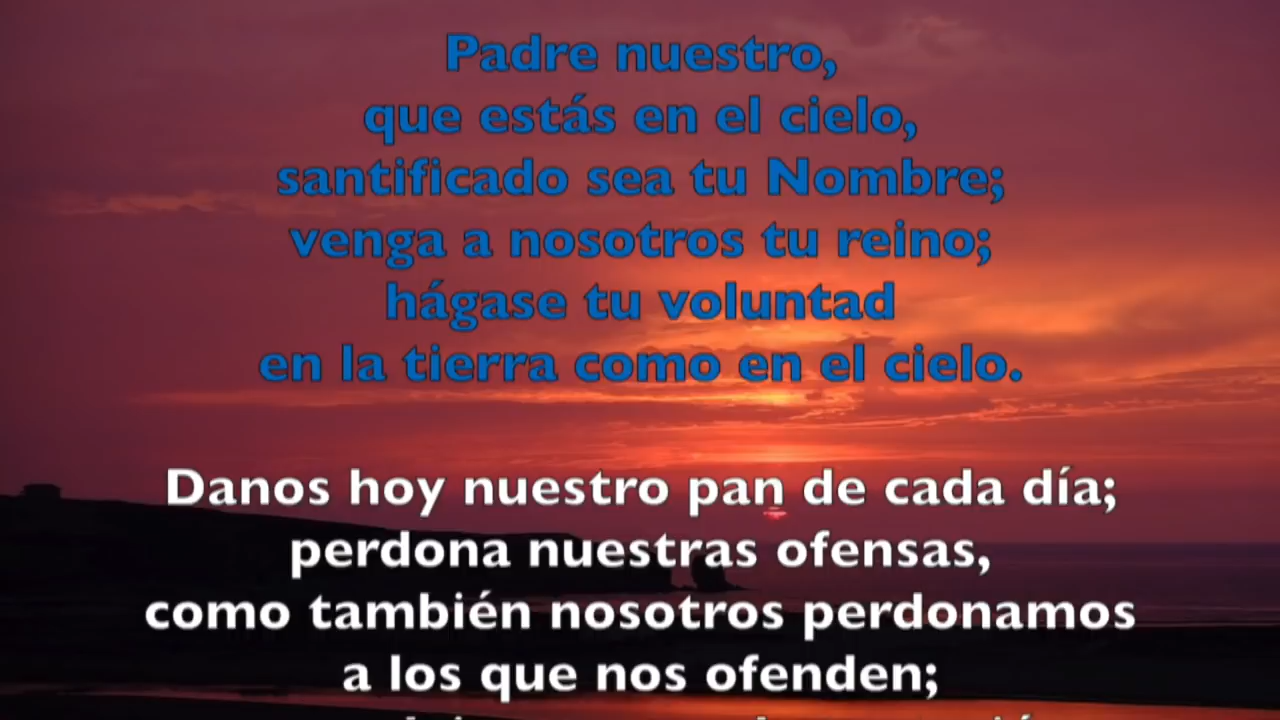 Padre nuestro,
que estás en el cielo,
santificado sea tu Nombre;
venga a nosotros tu reino;
hágase tu voluntad
en la tierra como en el cielo.
Danos hoy nuestro pan de cada día;
perdona nuestras ofensas,
como también nosotros perdonamos
a los que nos ofenden;